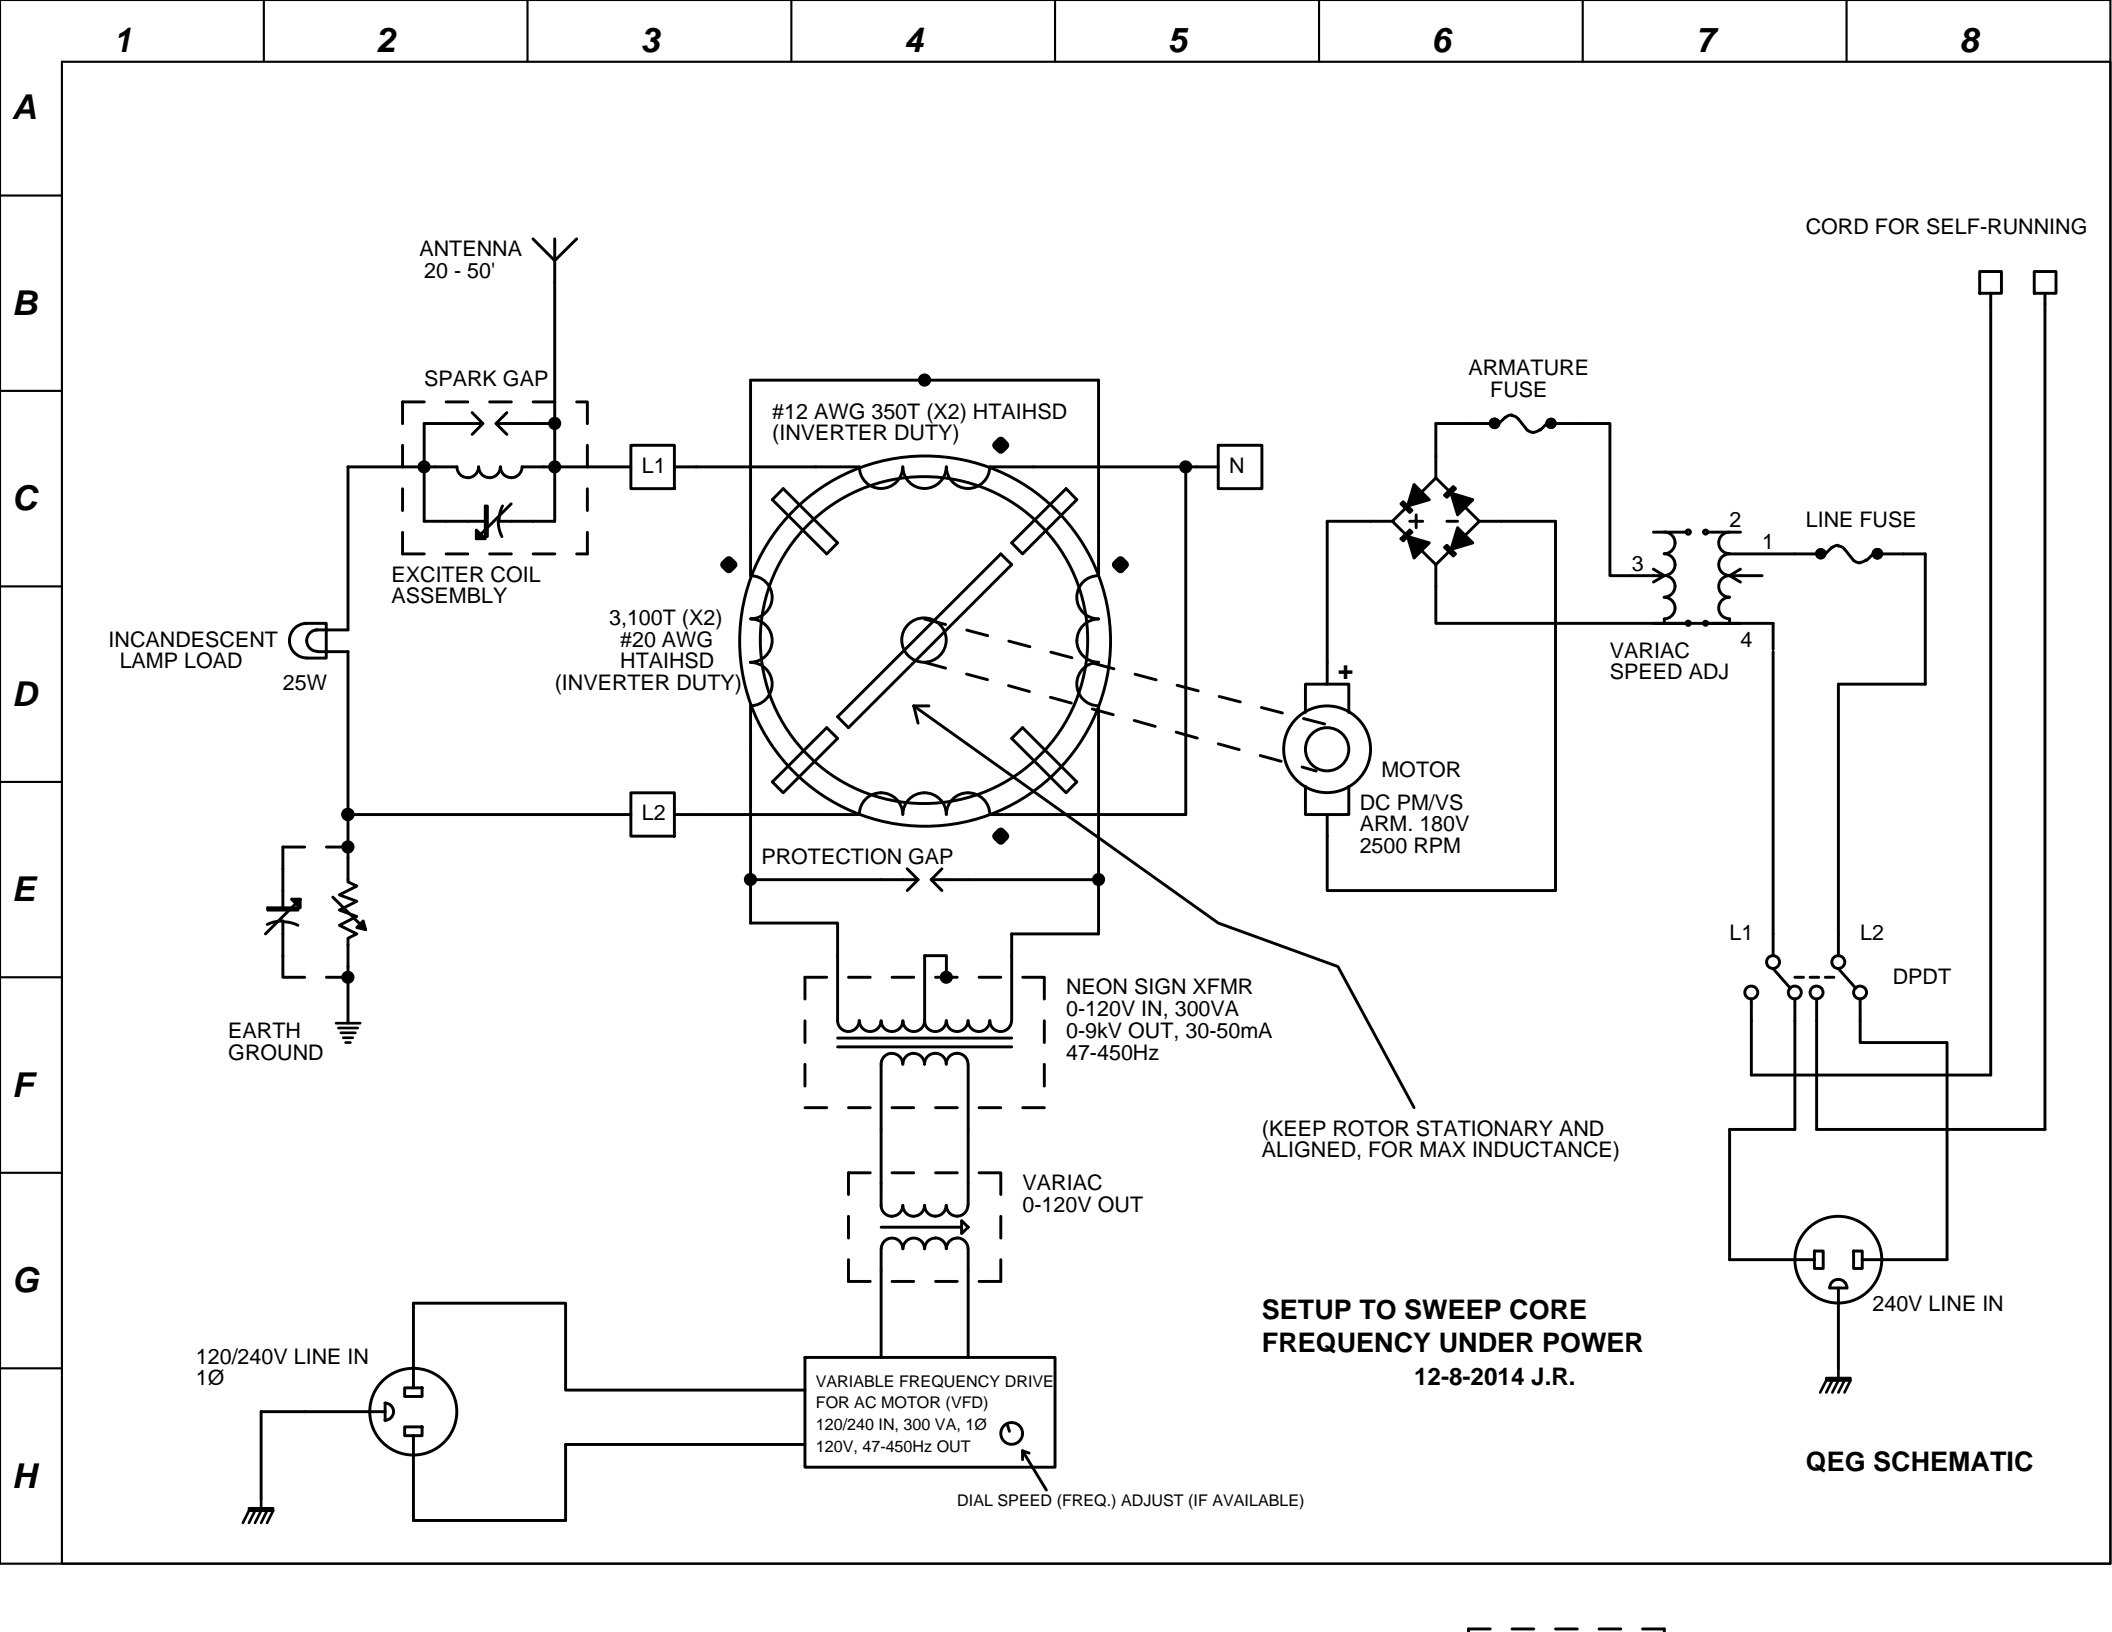 1 2 3 4 5 6 7 8
A
B
C
D
E
F
G
H
CORD FOR SELF-RUNNING
ANTENNA
20 - 50'
SPARK GAP
EXCITER COIL
ASSEMBLY
L1
#12 AWG 350T (X2) HTAIHSD
(INVERTER DUTY)
N
ARMATURE
FUSE
+ -
2
1
3
4
LINE FUSE
VARIAC
SPEED ADJ
INCANDESCENT
LAMP LOAD
25W
3,100T (X2)
#20 AWG
HTAIHSD
(INVERTER DUTY)
+
MOTOR
DC PM/VS
ARM. 180V
2500 RPM
L2
PROTECTION GAP
L1
L2
DPDT
EARTH
GROUND
NEON SIGN XFMR
0-120V IN, 300VA
0-9kV OUT, 30-50mA
47-450Hz
(KEEP ROTOR STATIONARY AND
ALIGNED, FOR MAX INDUCTANCE)
VARIAC
0-120V OUT
240V LINE IN
SETUP TO SWEEP CORE
FREQUENCY UNDER POWER
12-8-2014 J.R.
120/240V LINE IN
1Ø
VARIABLE FREQUENCY DRIVE
FOR AC MOTOR (VFD)
120/240 IN, 300 VA, 1Ø
120V, 47-450Hz OUT
DIAL SPEED (FREQ.) ADJUST (IF AVAILABLE)
QEG SCHEMATIC